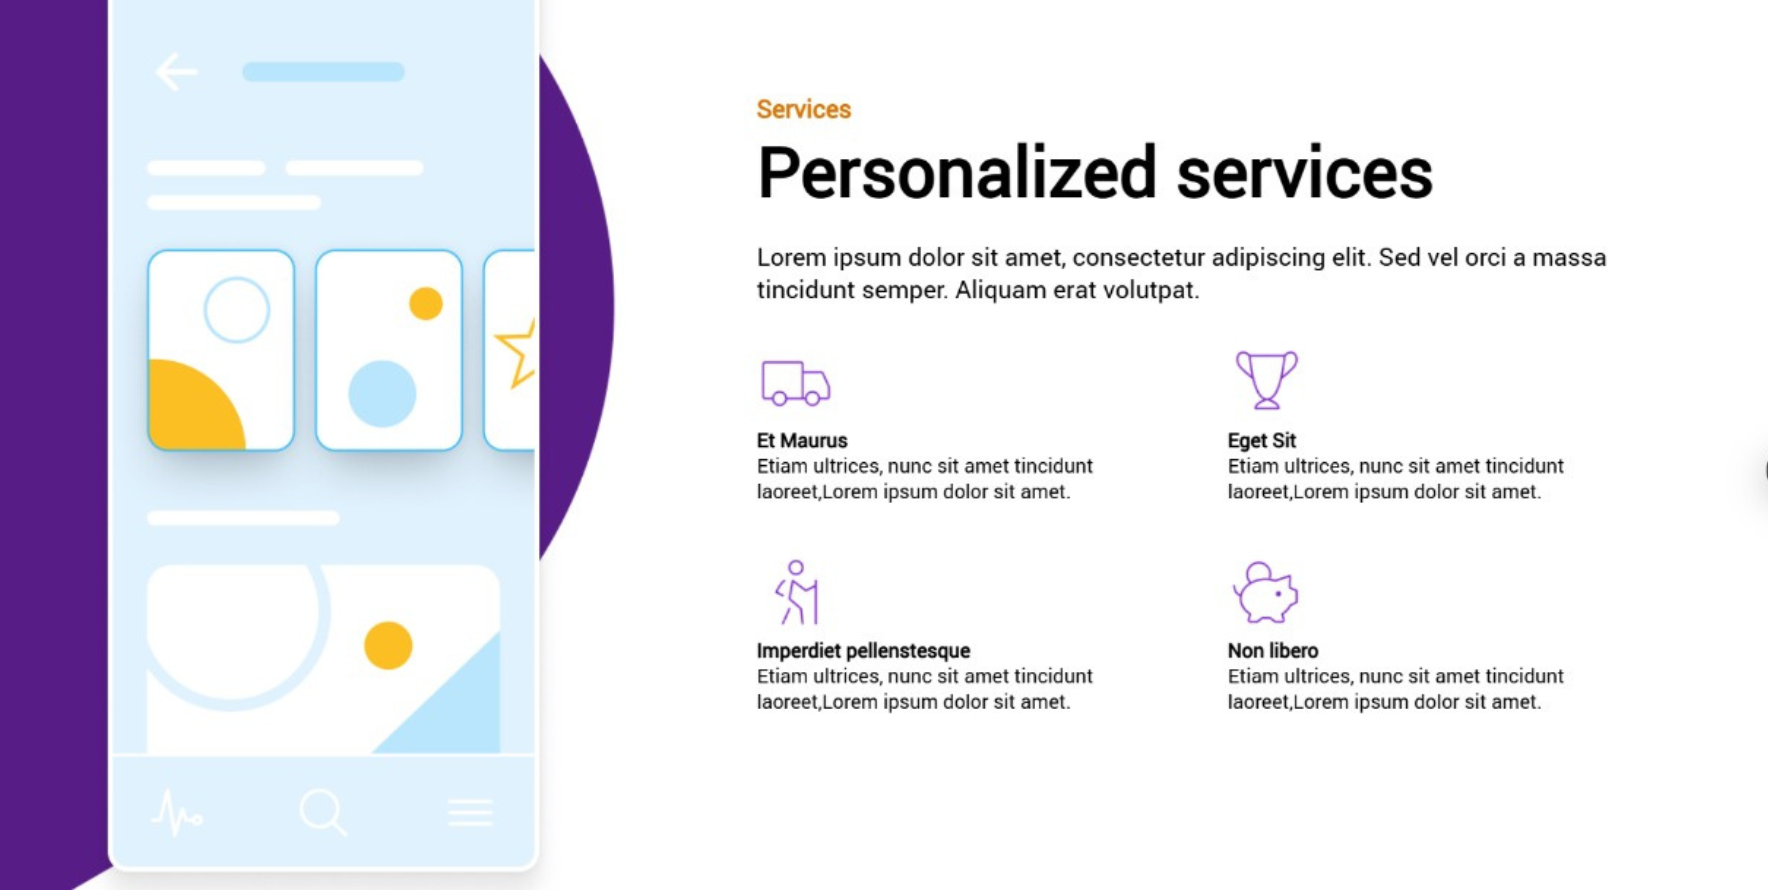 Services
Personalized services
Lorem ipsum dolor sit amet, consectetur adipiscing elit. Sed vel orci a massa
tincidunt semper. Aliquam erat volutpat.
Et Maurus
Etiam ultrices, nunc sit amet tincidunt
laoreet,Lorem ipsum dolor sit amet.
Eget Sit
Etiam ultrices, nunc sit amet tincidunt
laoreet,Lorem ipsum dolor sit amet.
Imperdiet pellenstesque
Etiam ultrices, nunc sit amet tincidunt
laoreet,Lorem ipsum dolor sit amet.
Non libero
Etiam ultrices, nunc sit amet tincidunt
laoreet,Lorem ipsum dolor sit amet.